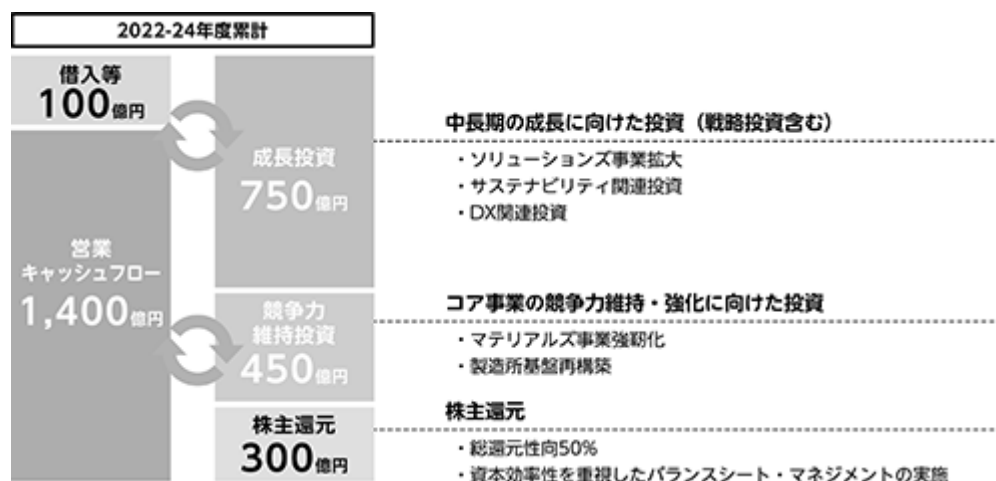 2022-24年度累計
借入等
100億円
営業
キャッシュフロー
1,400億円
成長投資
750億円
競争力
維持投資
450億円
株主還元
300億円
中長期の成長に向けた投資（戦略投資含む）
・ソリューションズ事業拡大
・サステナビリティ関連投資
・DX関連投資
コア事業の競争力維持・強化に向けた投資
・マテリアルズ事業強靭化
・製造所基盤再構築
株主還元
・総還元性向50%
・資本効率性を重視したバランスシート・マネジメントの実施